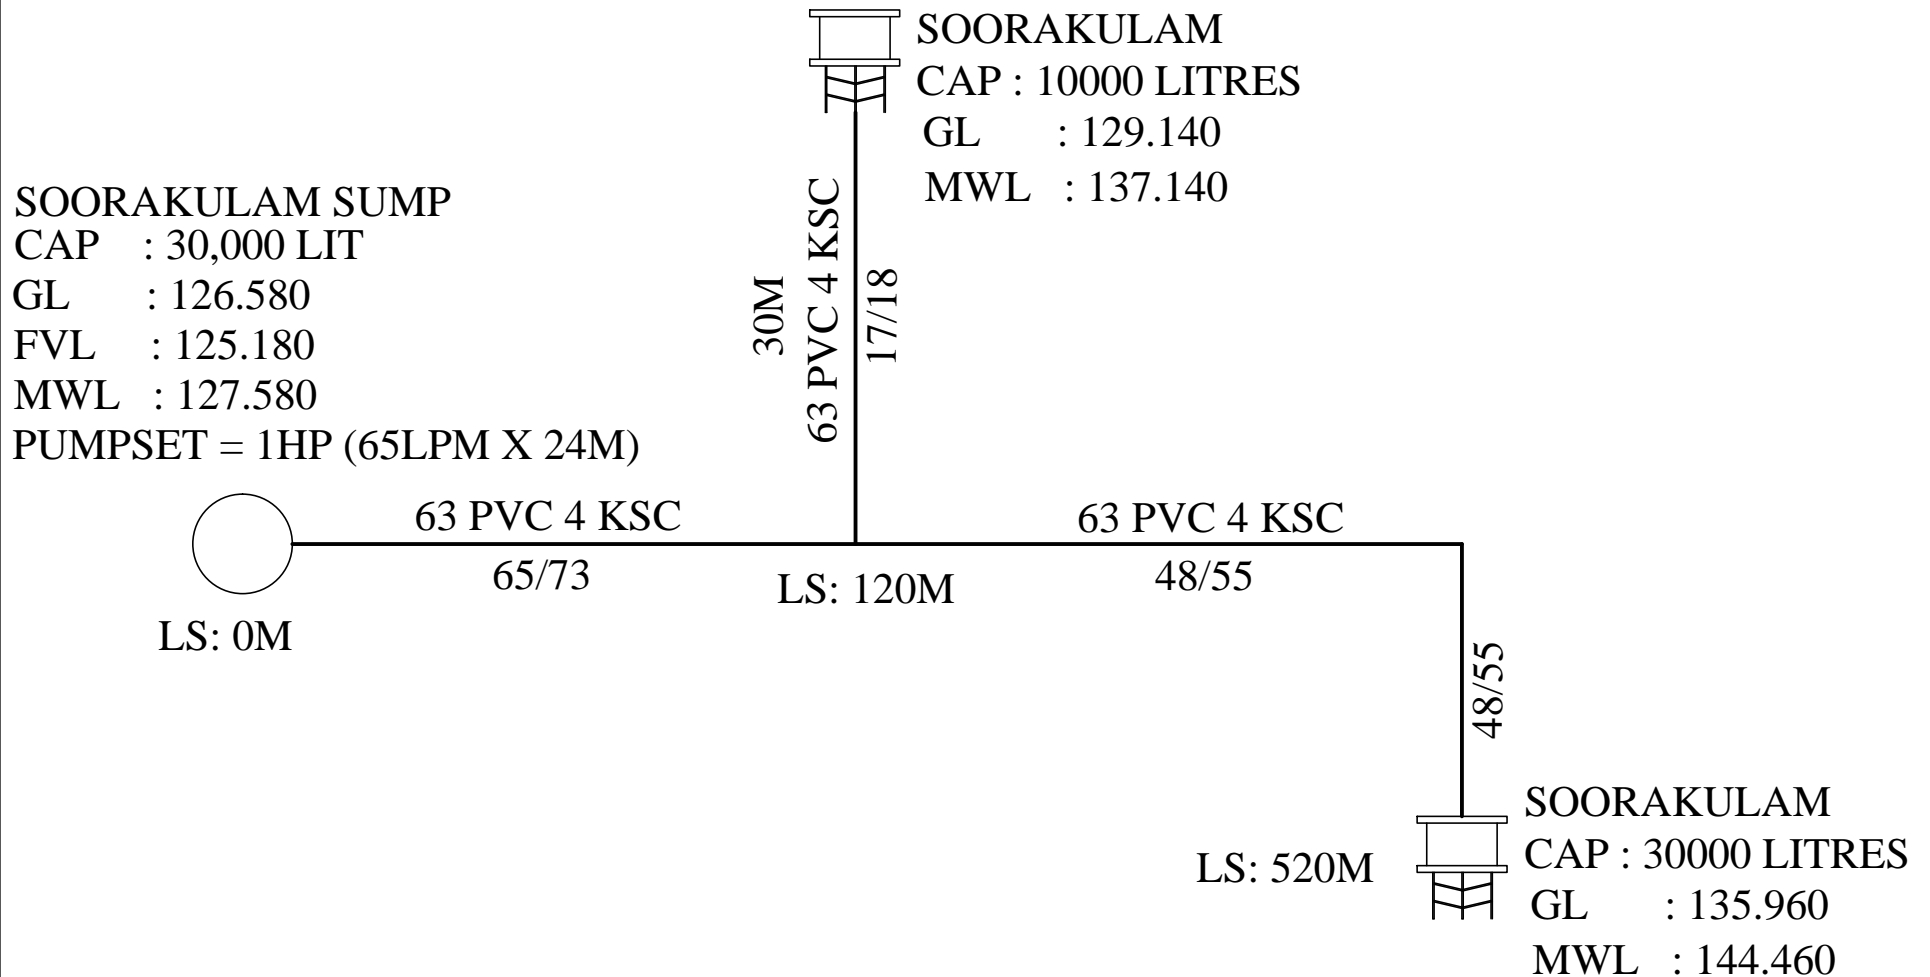 SOORAKULAM
CAP : 10000 LITRES
GL : 129.140
MWL : 137.140
SOORAKULAM SUMP
CAP : 30,000 LIT
GL : 126.580
FVL : 125.180
MWL : 127.580
PUMPSET = 1HP (65LPM X 24M)
30M
63 PVC 4 KSC
17/18
63 PVC 4 KSC
65/73
LS: 0M
LS: 120M
63 PVC 4 KSC
48/55
48/55
LS: 520M
SOORAKULAM
CAP : 30000 LITRES
GL : 135.960
MWL : 144.460